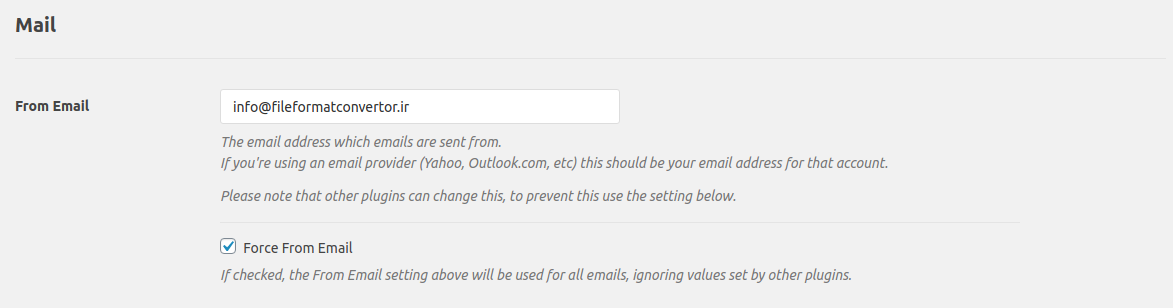 Mail
From Email
info@fileformatconvertor.ir
The email address which emails are sent from.
If you're using an email provider (Yahoo, Outlook.com, etc) this should be your email address for that account.
Please note that other plugins can change this, to prevent this use the setting below.
Force From Email
If checked, the From Email setting above will be used for all emails, ignoring values set by other plugins.